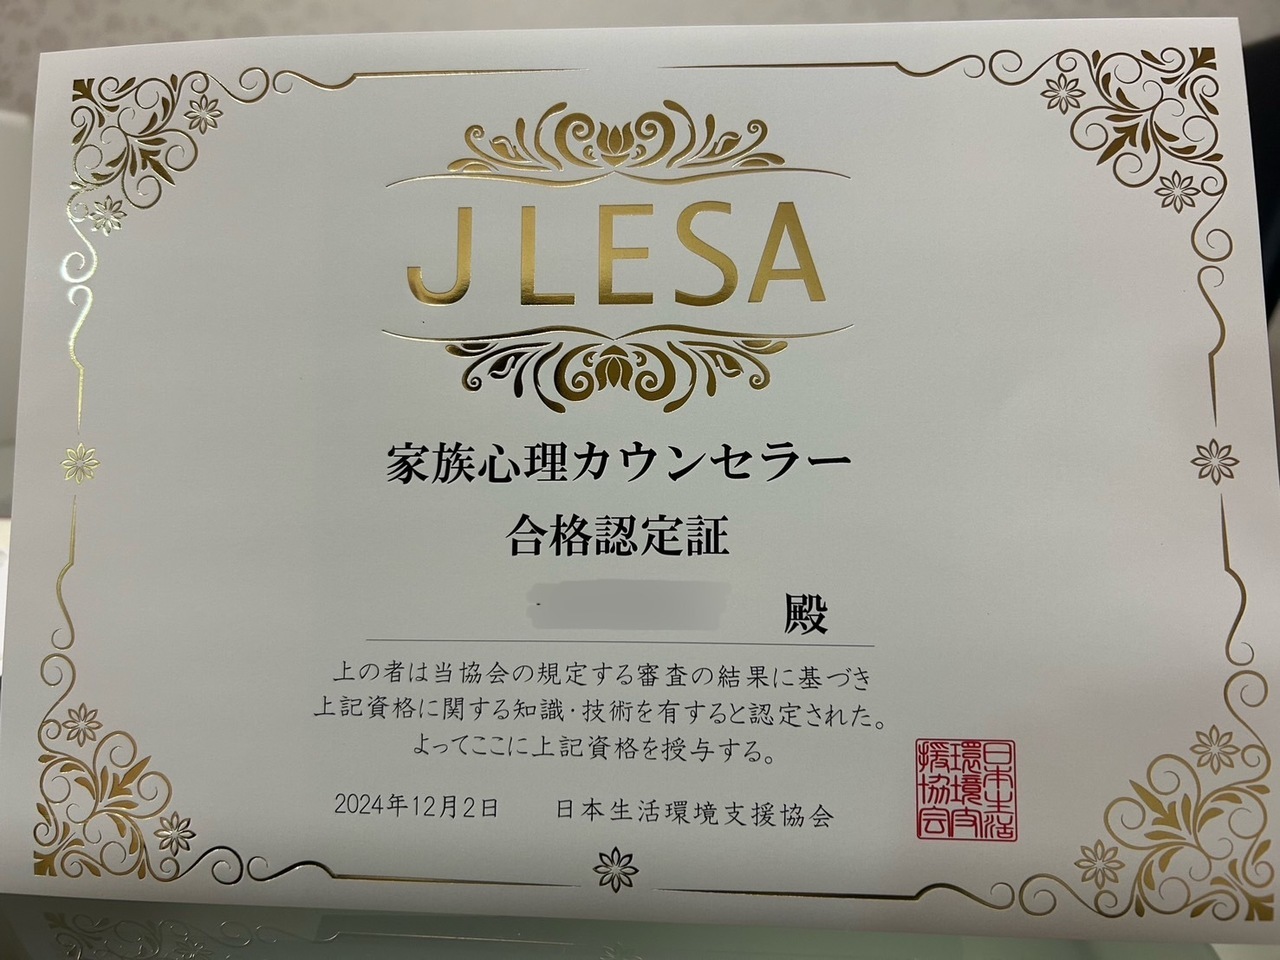 JLESA
家族心理カウンセラー
合格認定証
殿
上の者は当協会の規定する審査の結果に基づき
上記資格に関する知識・技術を有すると認定された。
よってここに上記資格を授与する。
2024年12月2日 日本生活環境支援協会
日本生活
環境支
援協会